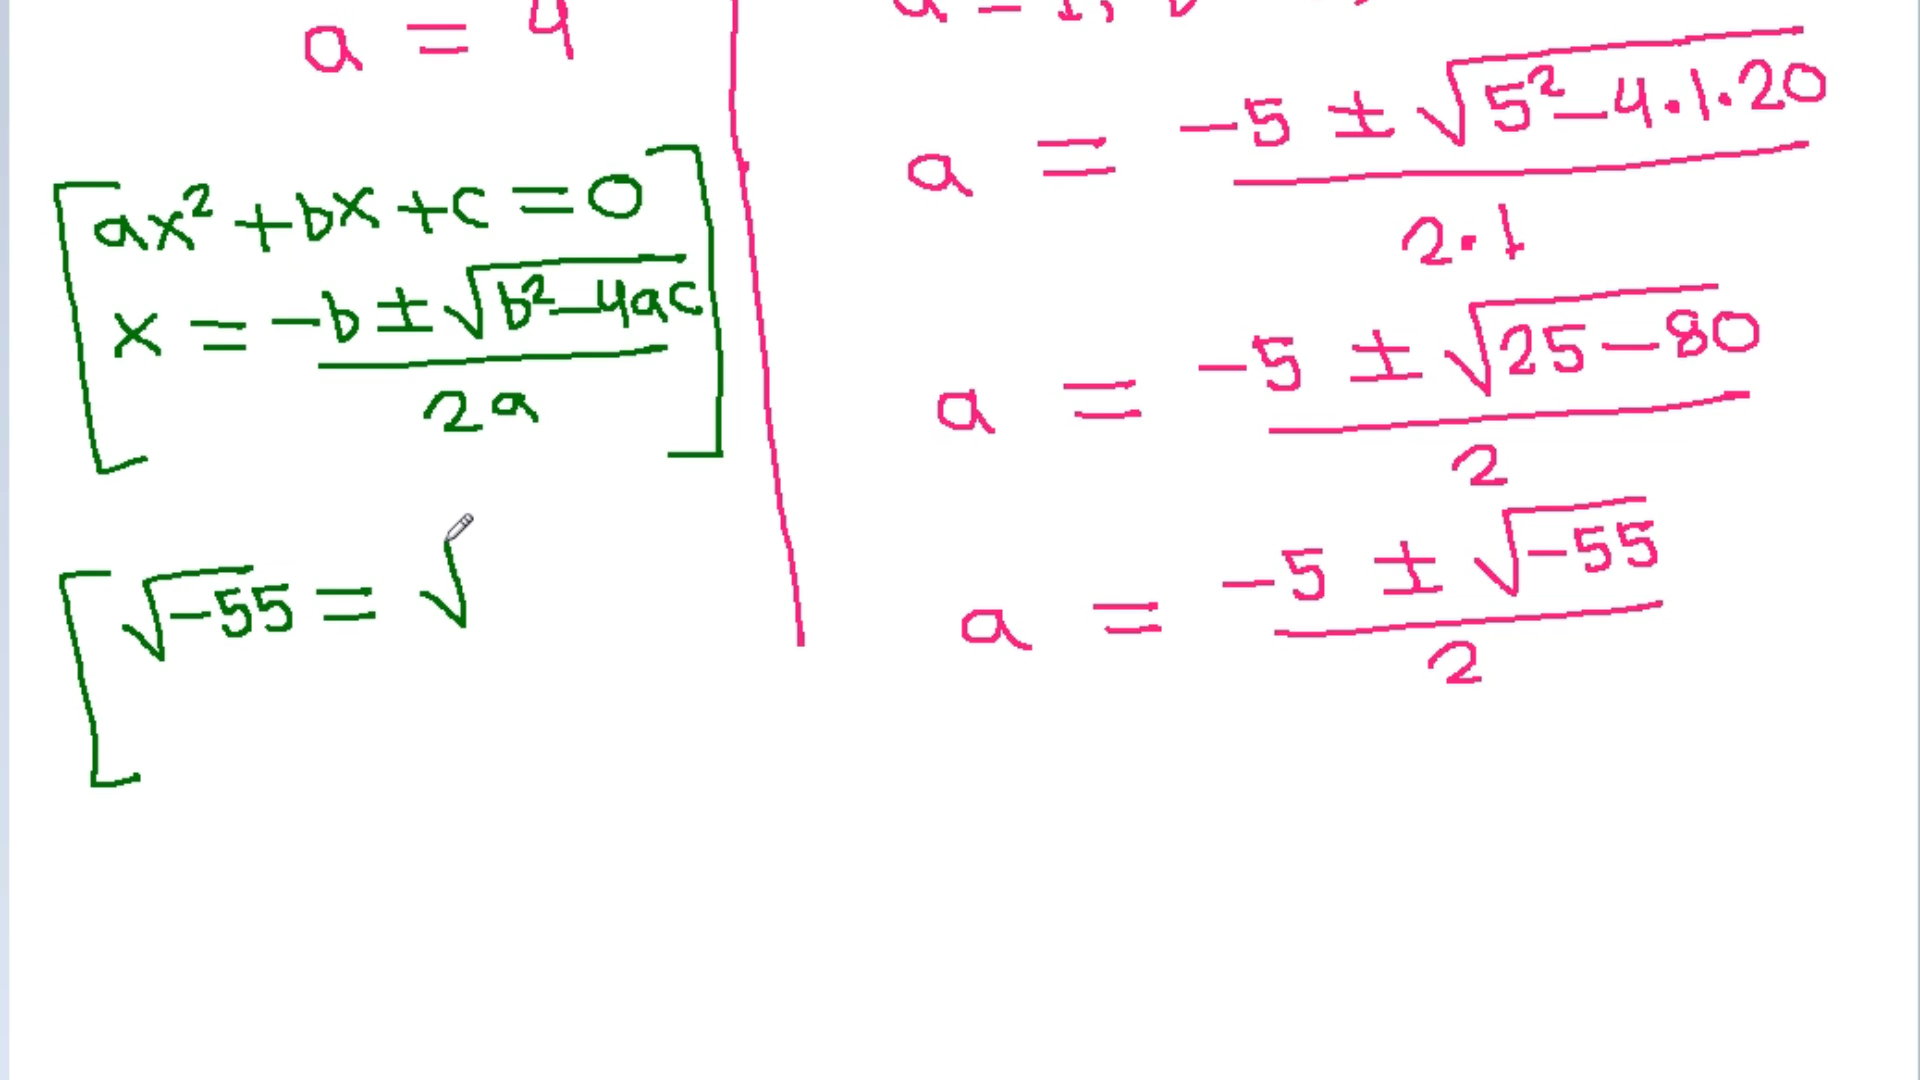 a = 4
ax² + bx + c = 0
x = -b ± √b² - 4ac
2a
√-55 = √
a = -5 ± √5² - 4·1·20
2·1
a = -5 ± √25 - 80
2
a = -5 ± √-55
2